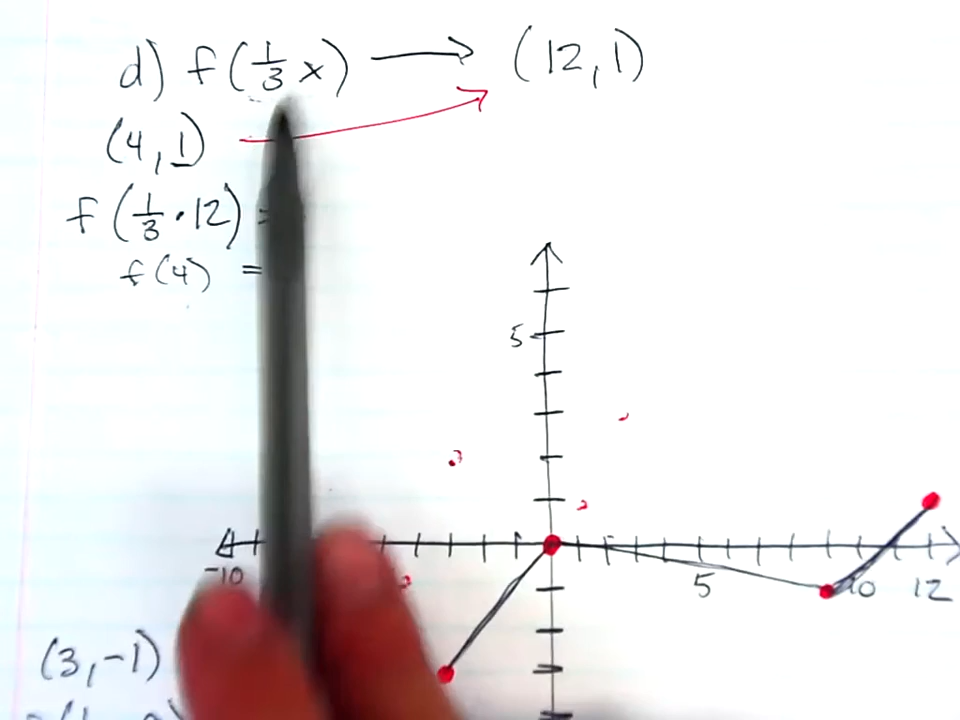 d) f(1/3 x) → (12,1)
(4,1)
f(1/3 · 12) =
f(4) =
5
-10 5 10 12
(3,-1)